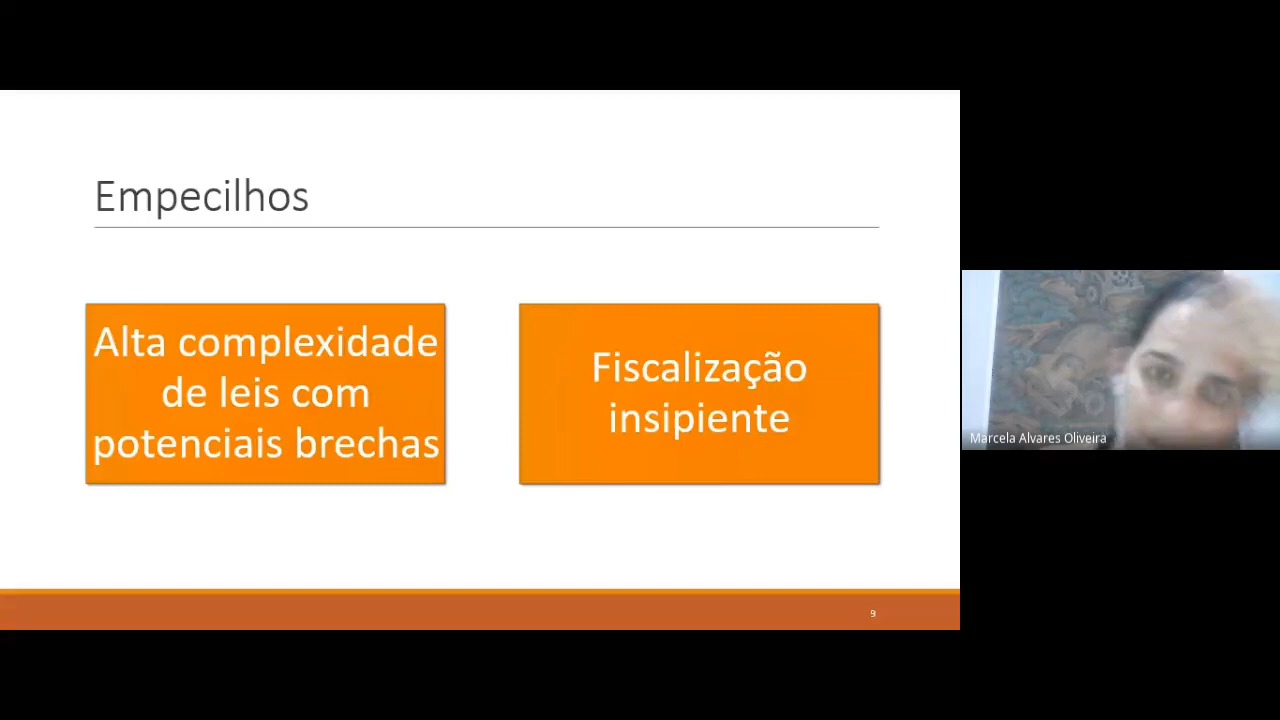 Empecilhos
Alta complexidade
de leis com
potenciais brechas
Fiscalização
insipiente
Marcela Alvares Oliveira
9